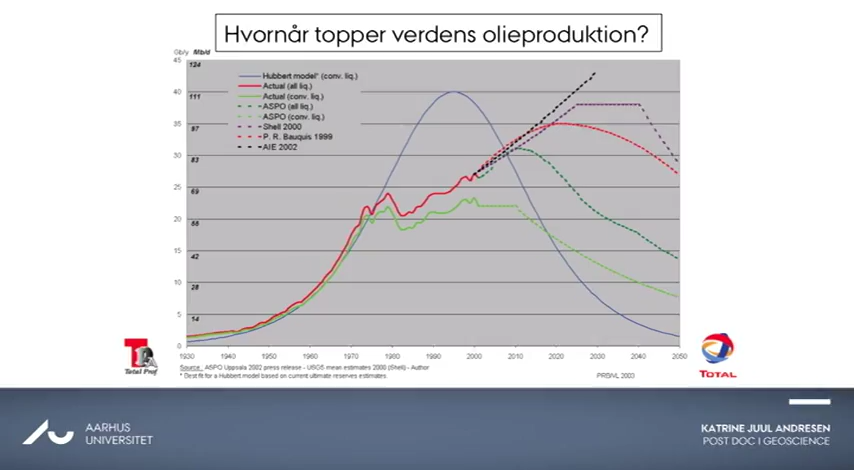 Hvornår topper verdens olieproduktion?
Gb/y Mb/d
45
124
40
111
35
97
30
83
25
69
20
56
15
42
10
28
5
14
0
Hubbert model* (conv. liq.)
Actual (all liq.)
Actual (conv. liq.)
ASPO (all liq.)
ASPO (conv. liq.)
Shell 2000
P. R. Bauquis 1999
AIE 2002
1930 1940 1950 1960 1970 1980 1990 2000 2010 2020 2030 2040 2050
Source : ASPO Uppsala 2002 press release - USGS mean estimates 2000 (Shell) - Author
* Best fit for a Hubbert model based on current ultimate reserves estimates.
Total Prof
TOTAL
AARHUS
UNIVERSITET
KATRINE JUUL ANDRESEN
POST DOC I GEOSCIENCE